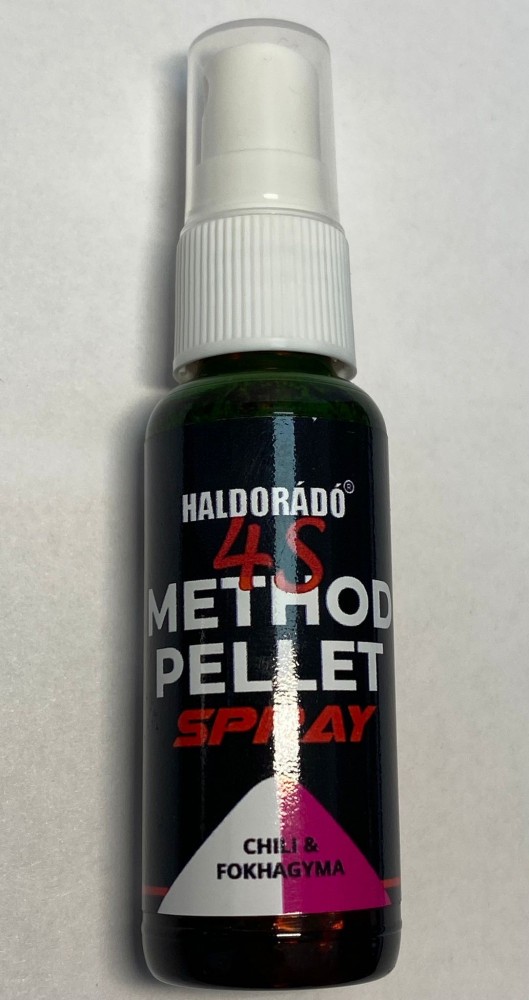 HALDORÁDÓ®
4S
METHOD
PELLET
SPRAY
CHILI &
FOKHAGYMA